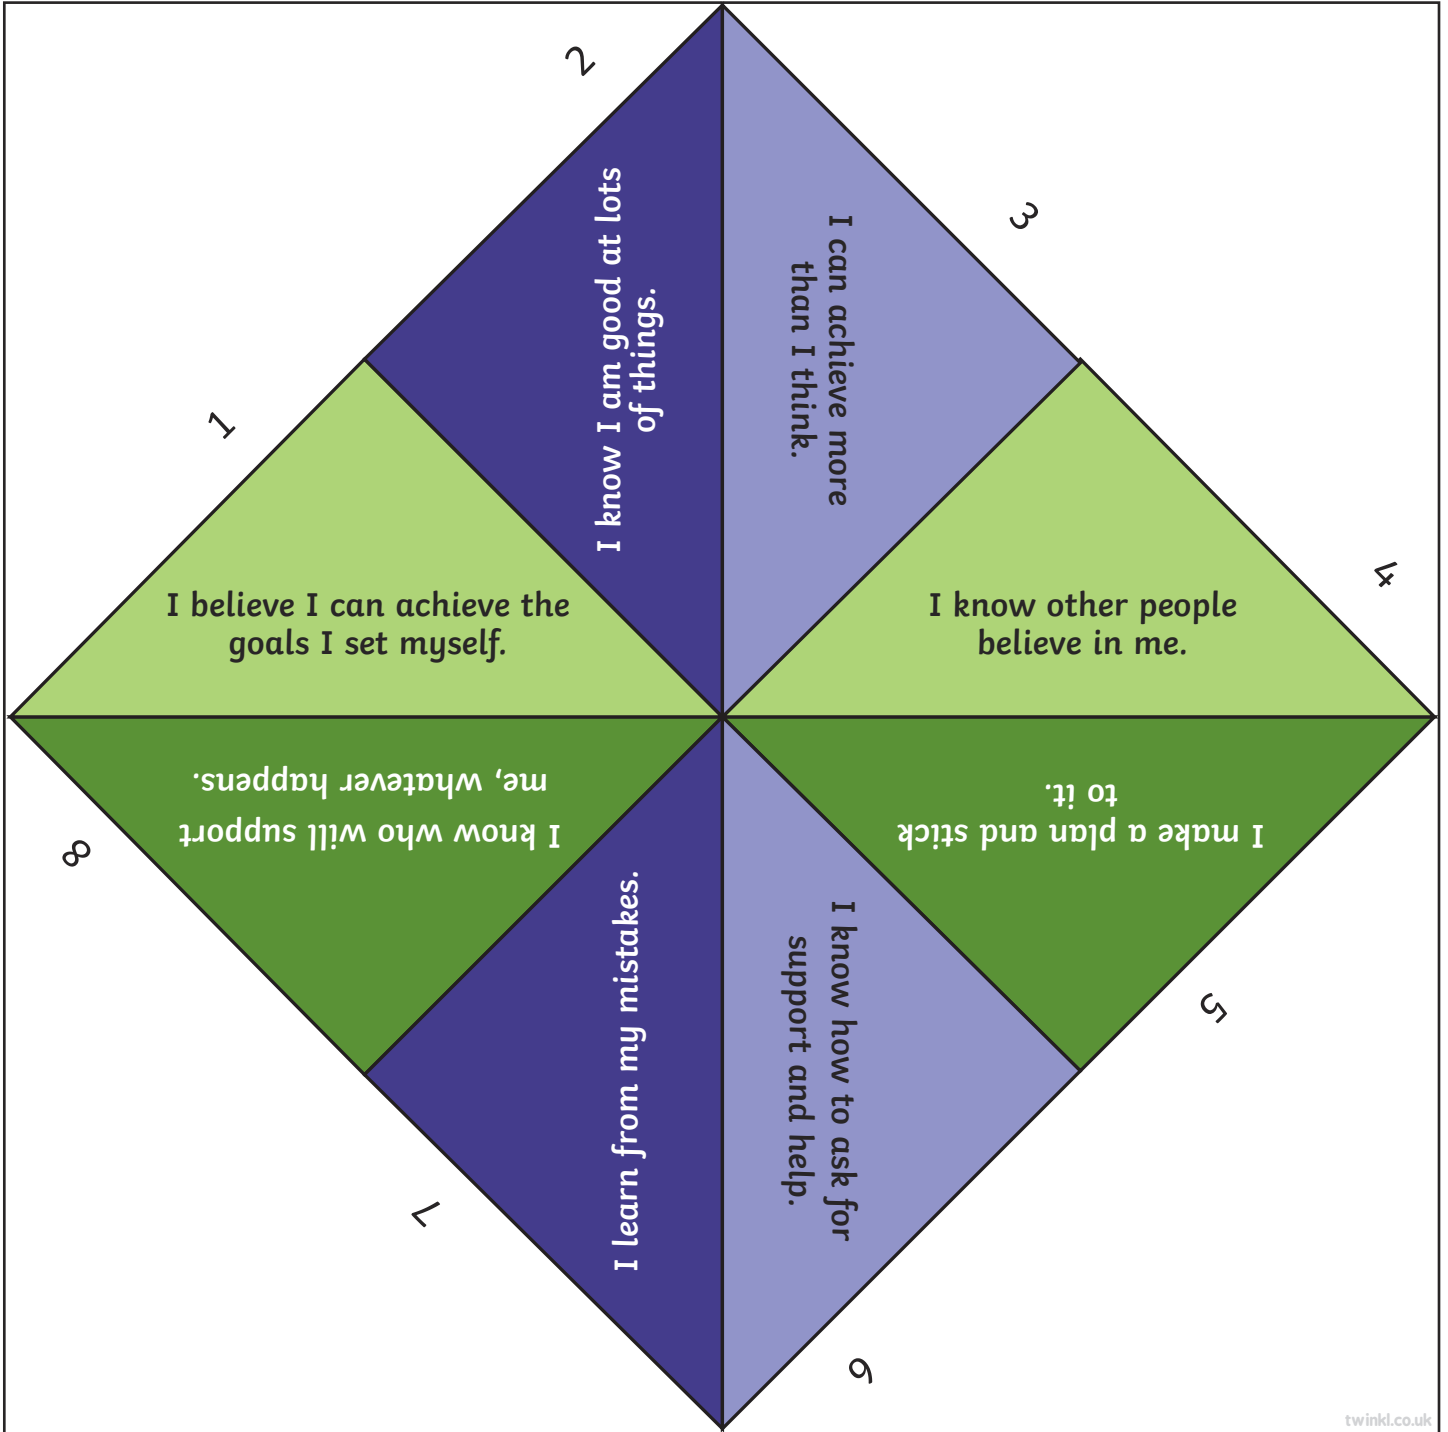 1
I believe I can achieve the
goals I set myself.
2
I know I am good at lots
of things.
3
I can achieve more
than I think.
4
I know other people
believe in me.
5
I make a plan and stick
to it.
6
I know how to ask for
support and help.
7
I learn from my mistakes.
8
I know who will support
me, whatever happens.
twinkl.co.uk